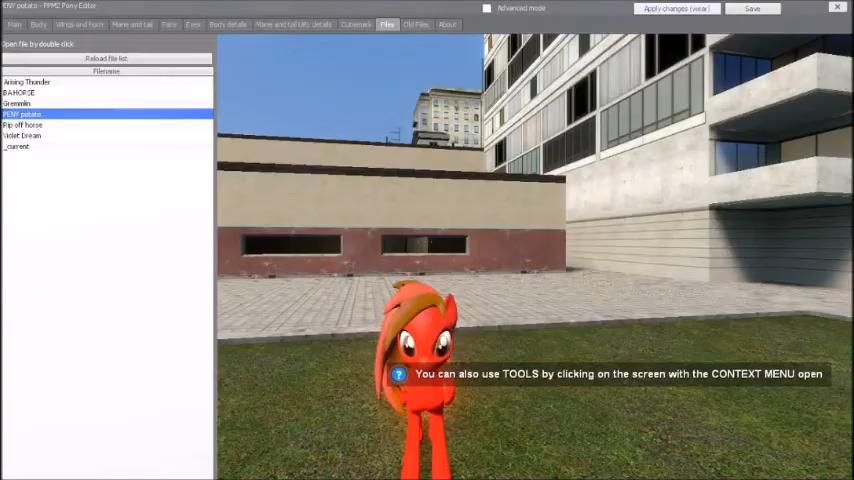 ENY potato - PPM2 Pony Editor
Advanced mode
Apply changes (wear)
Save
Main
Body
Wings and horn
Mane and tail
Face
Eyes
Body details
Mane and tail URL details
Cutiemark
Files
Old Files
About
Open file by double click
Reload file list
Filename
Arising Thunder
BAHORSE
Gremmlin
PENY potato
Rip off horse
Violet Dream
_current
? You can also use TOOLS by clicking on the screen with the CONTEXT MENU open